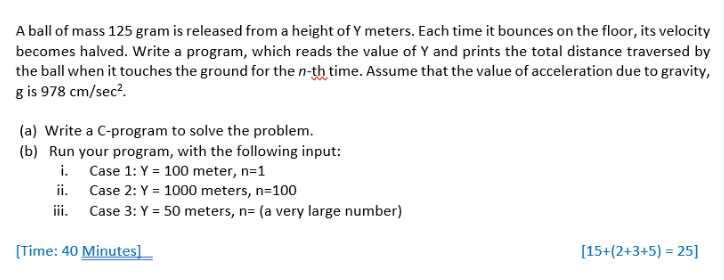 A ball of mass 125 gram is released from a height of Y meters. Each time it bounces on the floor, its velocity
becomes halved. Write a program, which reads the value of Y and prints the total distance traversed by
the ball when it touches the ground for the n-th time. Assume that the value of acceleration due to gravity,
g is 978 cm/sec².
(a) Write a C-program to solve the problem.
(b) Run your program, with the following input:
i. Case 1: Y = 100 meter, n=1
ii. Case 2: Y = 1000 meters, n=100
iii. Case 3: Y = 50 meters, n= (a very large number)
[Time: 40 Minutes] [15+(2+3+5) = 25]